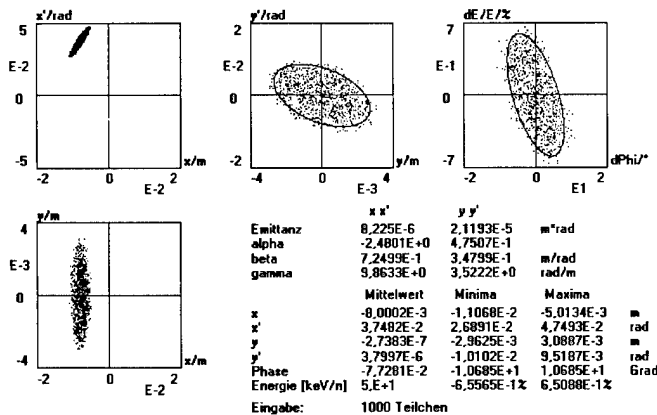 x'/rad y'/rad dE/E/%
5 2 7
E-2 E-2 E-1
0 0 0
-5 -2 -7
x/m y/m dPhi/°
-2 0 2 -4 0 4 -2 0 2
E-2 E-3 E1
y/m
4
E-3
0
-4
x/m
-2 0 2
E-2
x x' y y'
Emittanz 8,225E-6 2,1193E-5 m*rad
alpha -2,4801E+0 4,7507E-1
beta 7,2499E-1 3,4799E-1 m/rad
gamma 9,8633E+0 3,5222E+0 rad/m
Mittelwert Minima Maxima
x -8,0002E-3 -1,1068E-2 -5,0134E-3 m
x' 3,7482E-2 2,6891E-2 4,7493E-2 rad
y -2,7383E-7 -2,9625E-3 3,0887E-3 m
y' 3,7997E-6 -1,0102E-2 9,5187E-3 rad
Phase -7,7281E-2 -1,0685E+1 1,0685E+1 Grad
Energie [keV/n] 5,E+1 -6,5565E-1% 6,5088E-1%
Eingabe: 1000 Teilchen